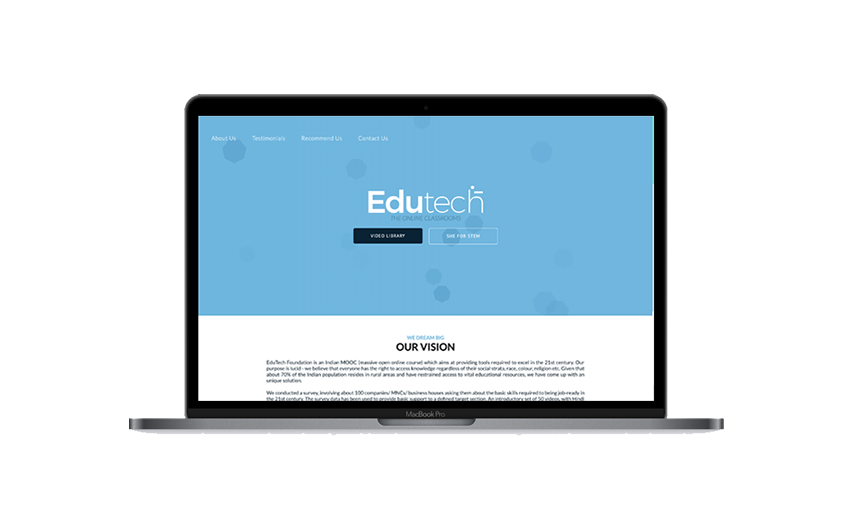 About Us Testimonials Recommend Us Contact Us
Edutech
THE ONLINE CLASSROOMS
VIDEO LIBRARY SHE FOR STEM
WE DREAM BIG
OUR VISION
EduTech Foundation is an Indian MOOC (massive open online course) which aims at providing tools required to excel in the 21st century. Our
purpose is lucid - we believe that everyone has the right to access knowledge regardless of their social strata, race, colour, religion etc. Given that
about 70% of the Indian population resides in rural areas and have restrained access to vital educational resources, we have come up with an
unique solution.
We conducted a survey, involving about 100 companies/ MNCs/ business houses asking them about the basic skills required to being job-ready in
the 21st century. The survey data has been used to provide basic support to a defined target section. An introductory set of 50 videos, with Hindi
MacBook Pro